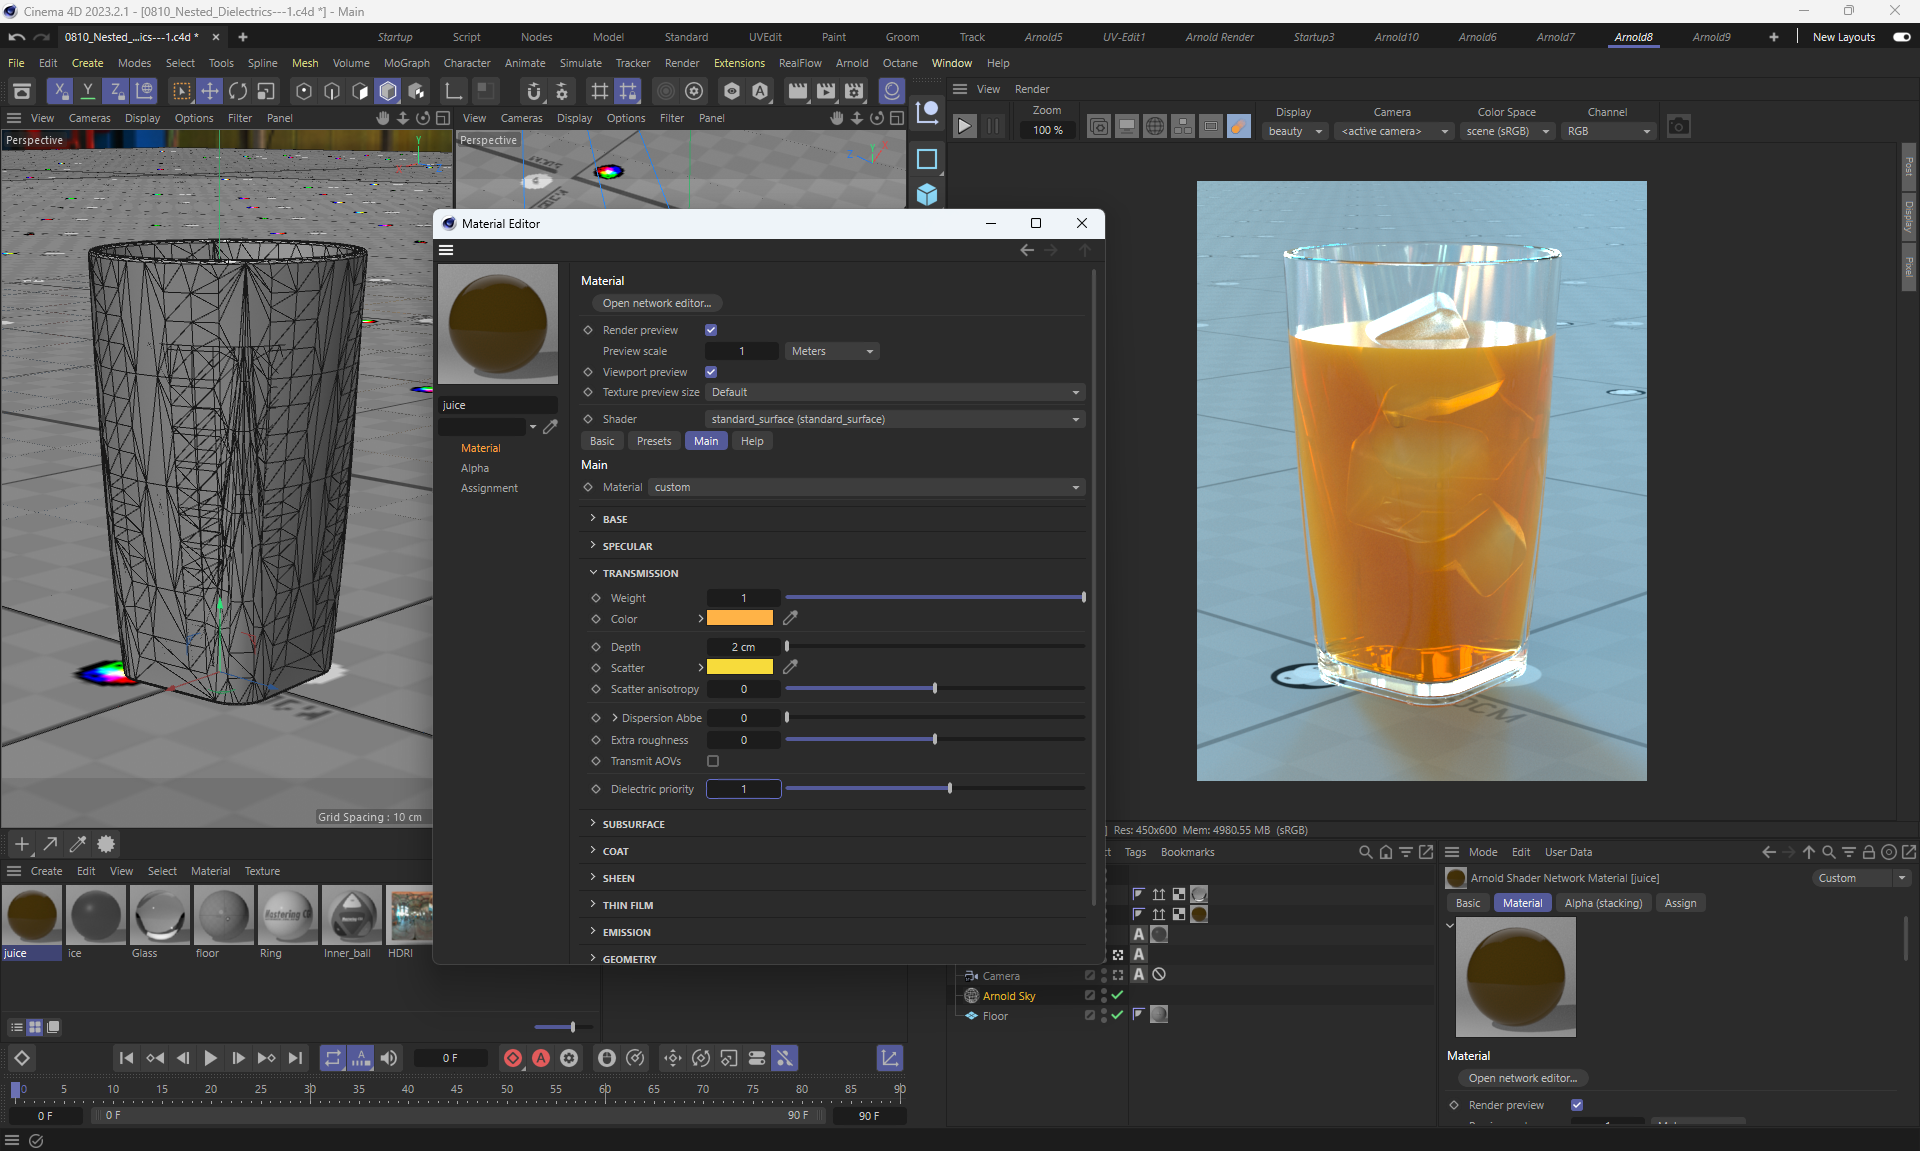 Cinema 4D 2023.2.1 - [0810_Nested_Dielectrics---1.c4d *] - Main
0810_Nested_...ics---1.c4d *
Startup Script Nodes Model Standard UVEdit Paint Groom Track Arnold5 UV-Edit1 Arnold Render Startup3 Arnold10 Arnold6 Arnold7 Arnold8 Arnold9 New Layouts
File Edit Create Modes Select Tools Spline Mesh Volume MoGraph Character Animate Simulate Tracker Render Extensions RealFlow Arnold Octane Window Help
View Render
View Cameras Display Options Filter Panel
View Cameras Display Options Filter Panel
Zoom Display Camera Color Space Channel
100 % beauty <active camera> scene (sRGB) RGB
Perspective
Perspective
Post
Display
Pixel
Material Editor
Material
Open network editor...
Render preview
Preview scale 1 Meters
Viewport preview
Texture preview size Default
juice
Shader standard_surface (standard_surface)
Basic Presets Main Help
Material
Alpha
Assignment
Main
Material custom
BASE
SPECULAR
TRANSMISSION
Weight 1
Color
Depth 2 cm
Scatter
Scatter anisotropy 0
Dispersion Abbe 0
Extra roughness 0
Transmit AOVs
Dielectric priority 1
SUBSURFACE
COAT
SHEEN
THIN FILM
EMISSION
GEOMETRY
Grid Spacing : 10 cm
Res: 450x600 Mem: 4980.55 MB (sRGB)
Tags Bookmarks
Mode Edit User Data
Create Edit View Select Material Texture
Arnold Shader Network Material [juice] Custom
Basic Material Alpha (stacking) Assign
juice ice Glass floor Ring Inner_ball HDRI
Camera
Arnold Sky
Floor
0 F
0 5 10 15 20 25 30 35 40 45 50 55 60 65 70 75 80 85 90
0 F 0 F 90 F 90 F
Material
Open network editor...
Render preview